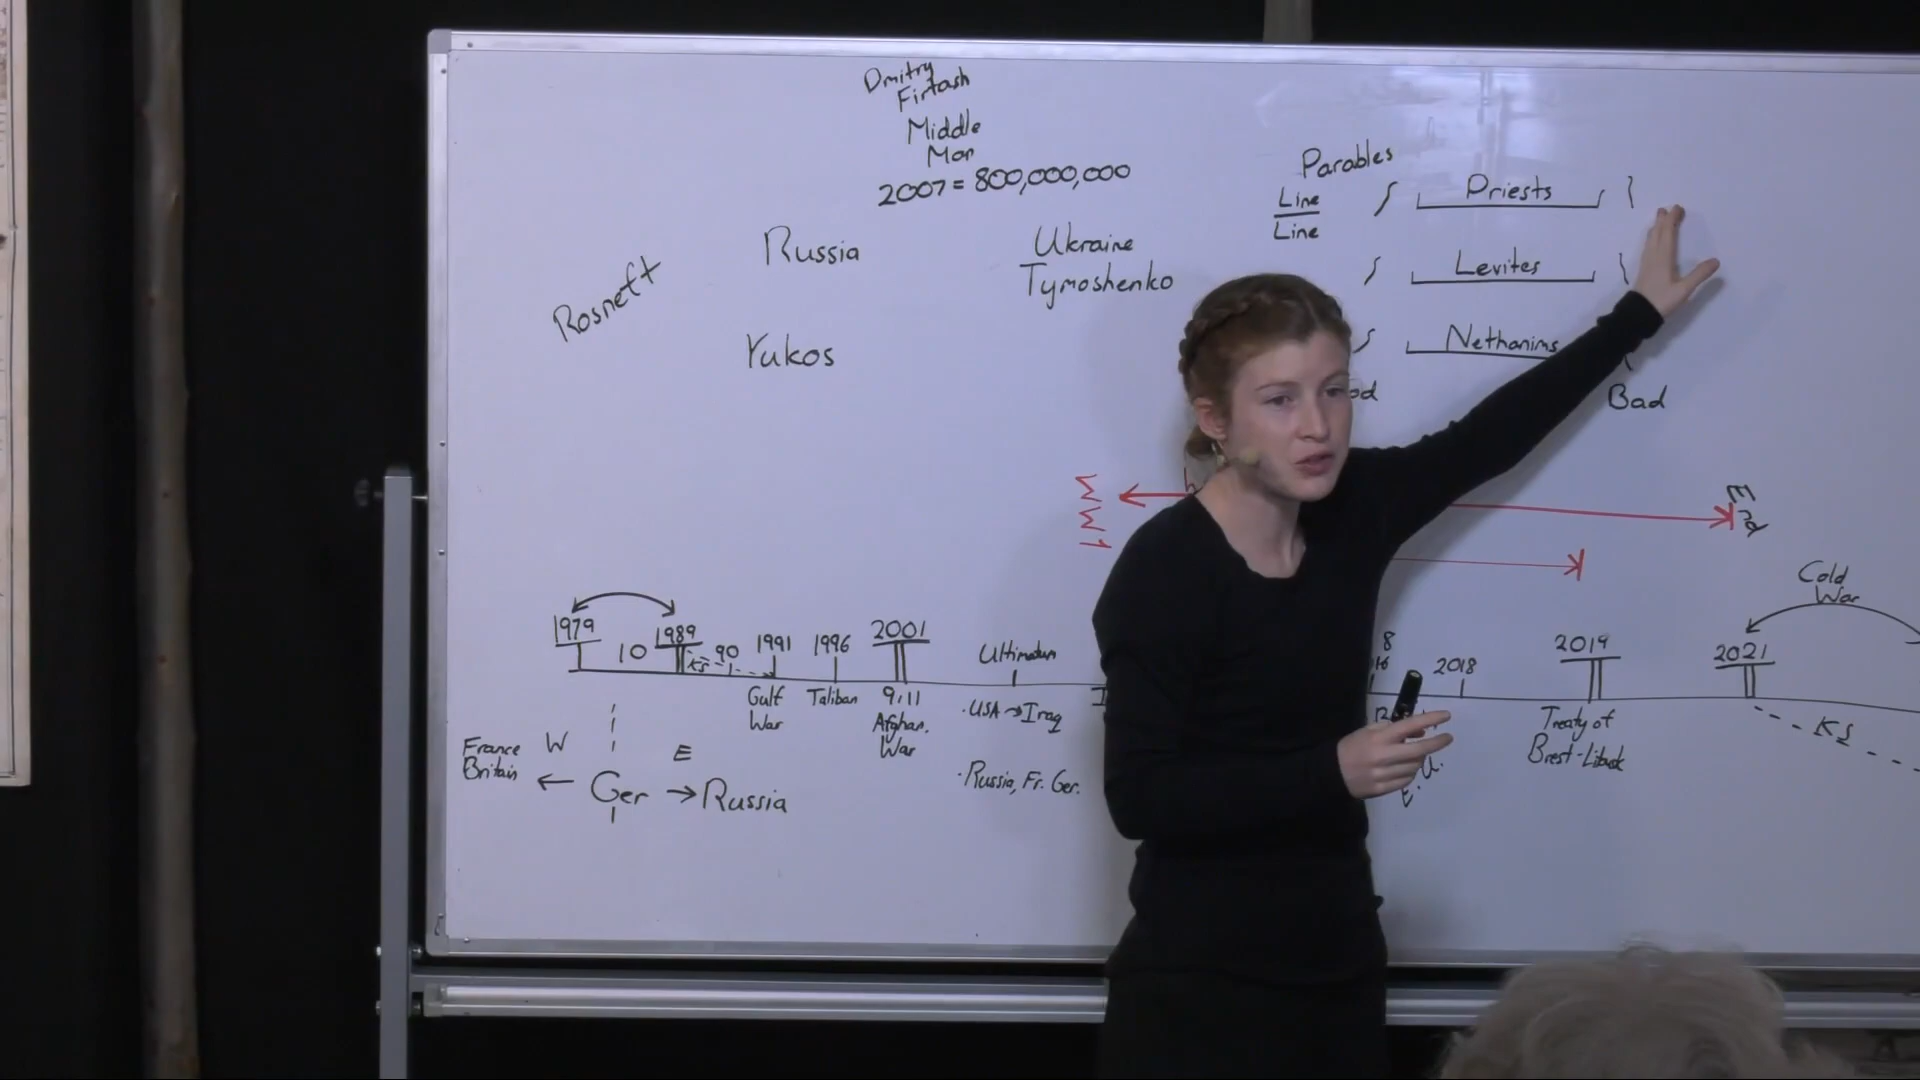 Dmitry
Firtash
Middle
Man
2007 = 800,000,000
Parables
Line
Line
Priests
Levites
Nethanims
Bad
Russia
Ukraine
Tymoshenko
Rosneft
Yukos
WW1
End
Cold
War
1979
10
1989
90
1991
1996
2001
Ultimatum
2018
2019
2021
Gulf
War
Taliban
9.11
Afghan.
War
·USA → Iraq
·Russia, Fr. Ger.
Treaty of
Brest-Litovsk
KS
France
Britain
W
← Ger → Russia
E